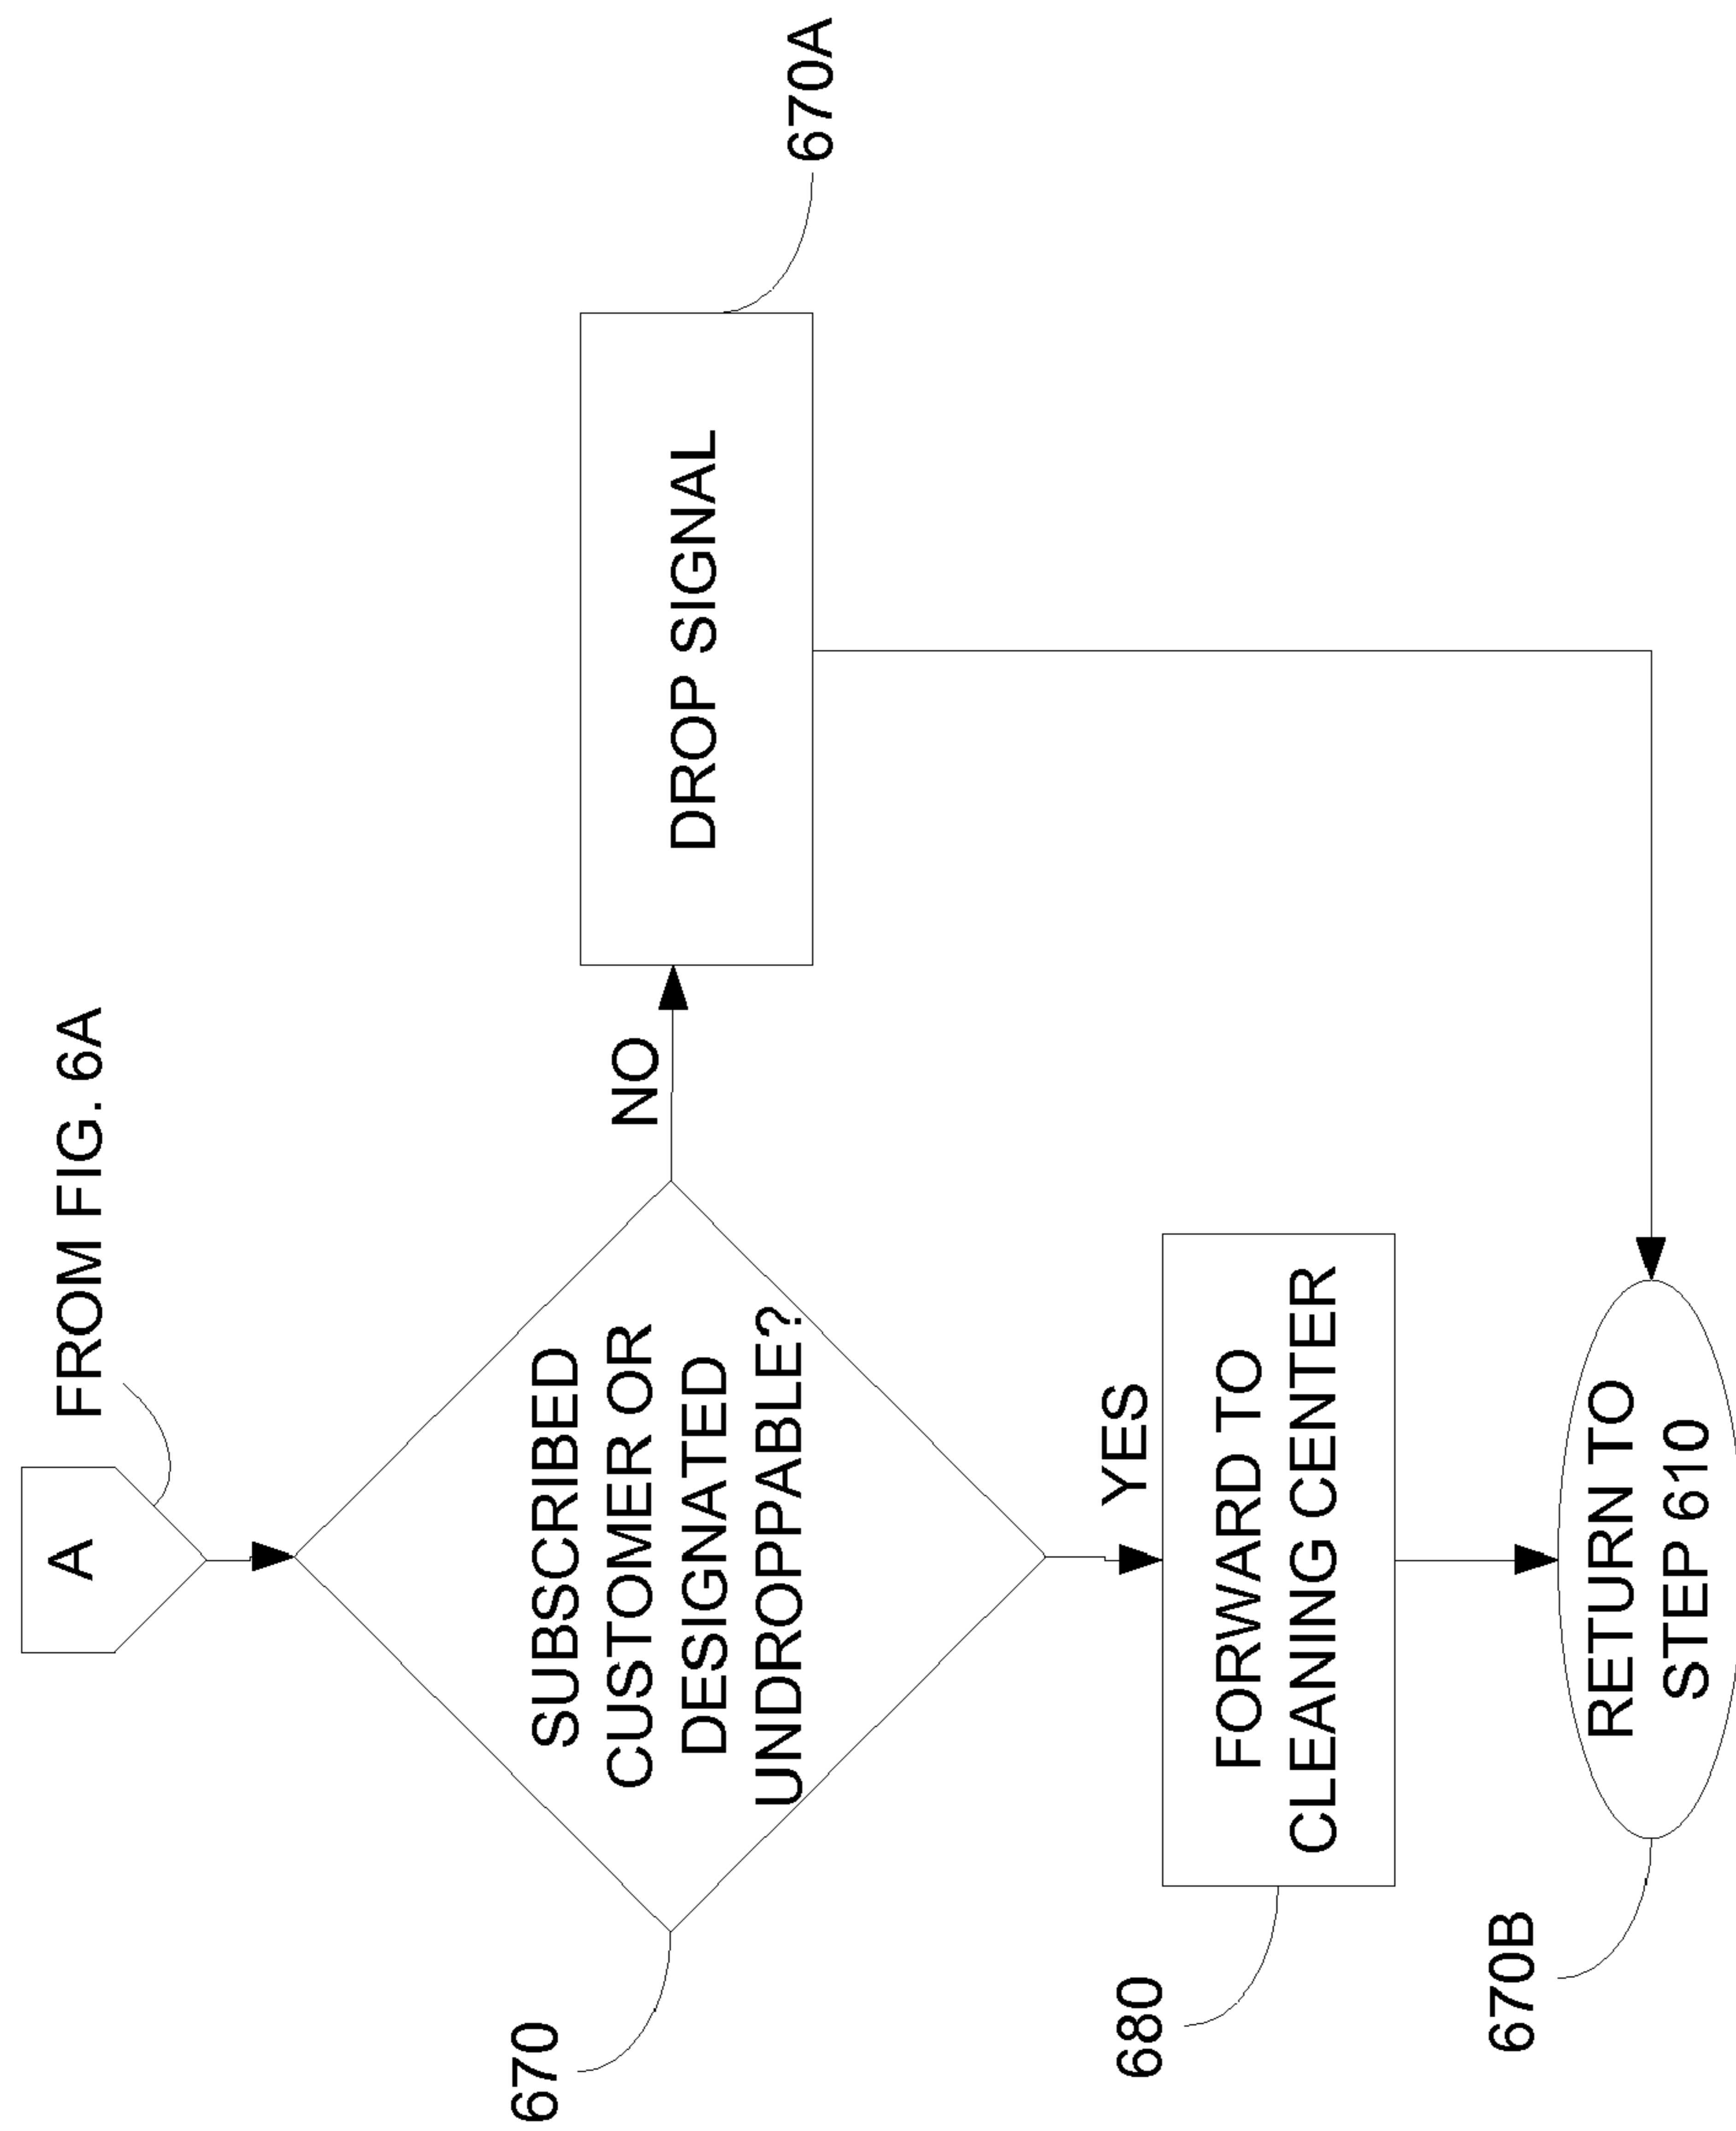 FROM FIG. 6A
A
SUBSCRIBED
CUSTOMER OR
DESIGNATED
UNDROPPABLE?
670
NO
DROP SIGNAL
670A
YES
FORWARD TO
CLEANING CENTER
680
RETURN TO
STEP 610
670B